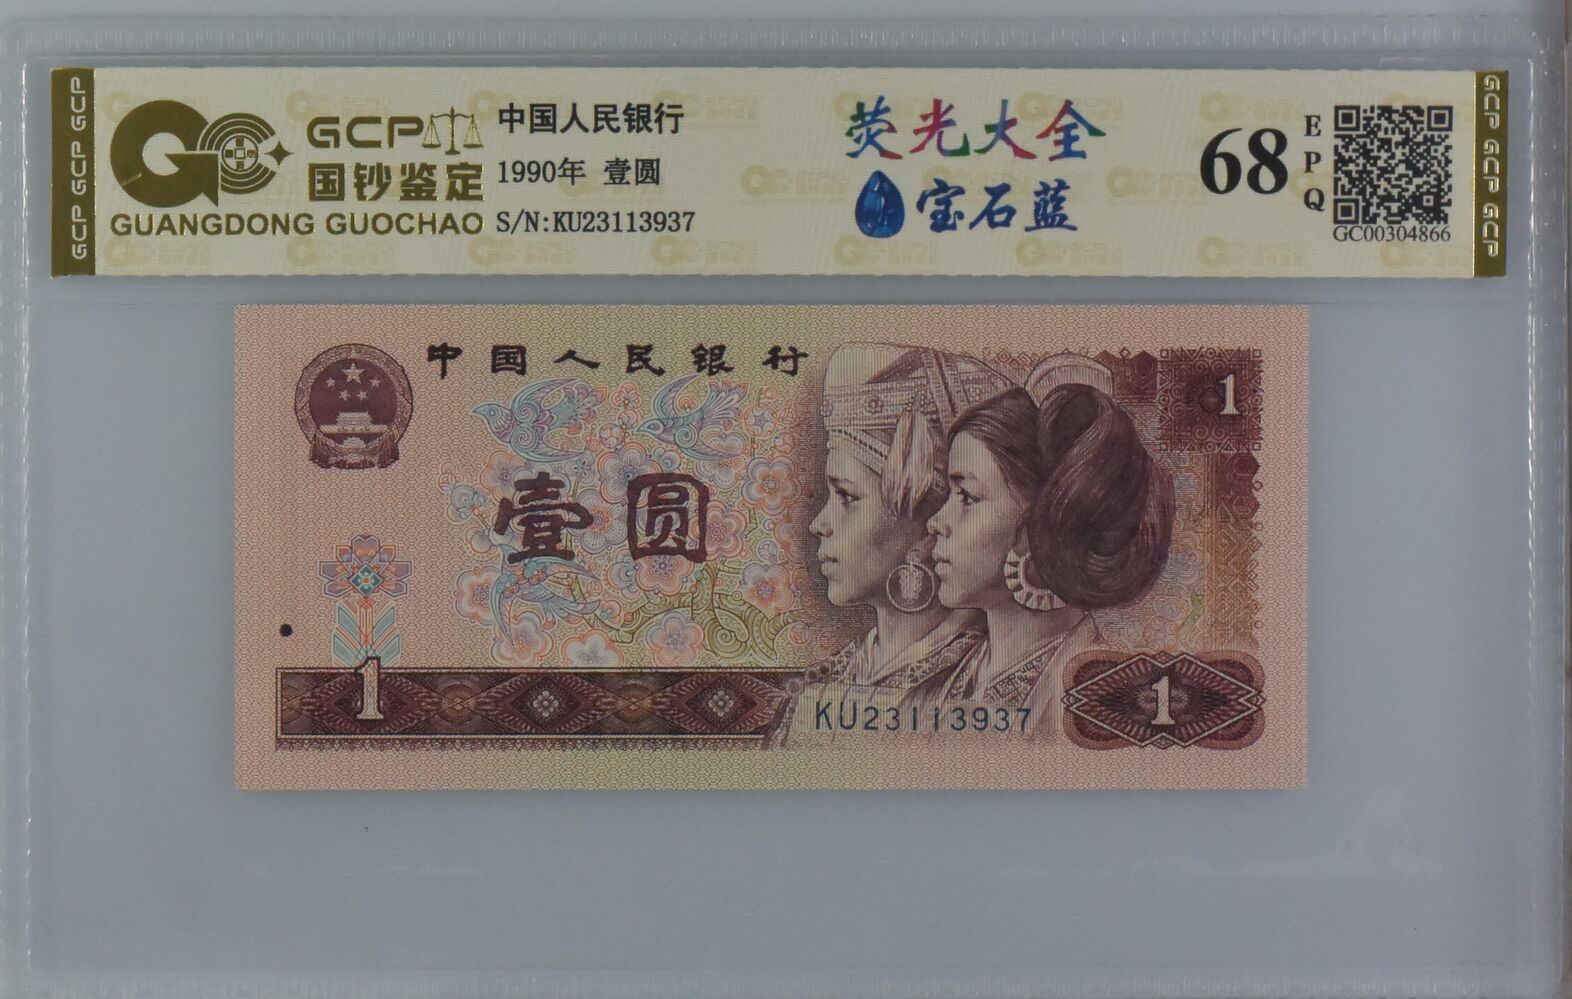 GCP
国钞鉴定
GUANGDONG GUOCHAO
中国人民银行
1990年 壹圆
S/N:KU23113937
荧光大全
宝石蓝
68
EPQ
GC00304866
GCP GCP GCP
GCP GCP GCP
中国人民银行
1
壹圆
1
KU23113937
1